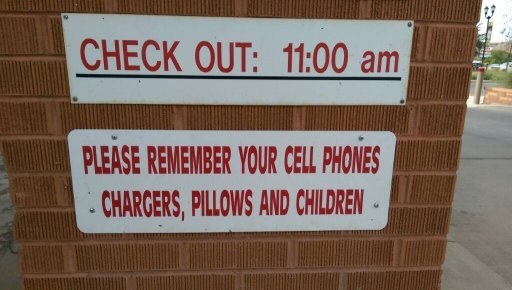 CHECK OUT: 11:00 am
PLEASE REMEMBER YOUR CELL PHONES
CHARGERS, PILLOWS AND CHILDREN